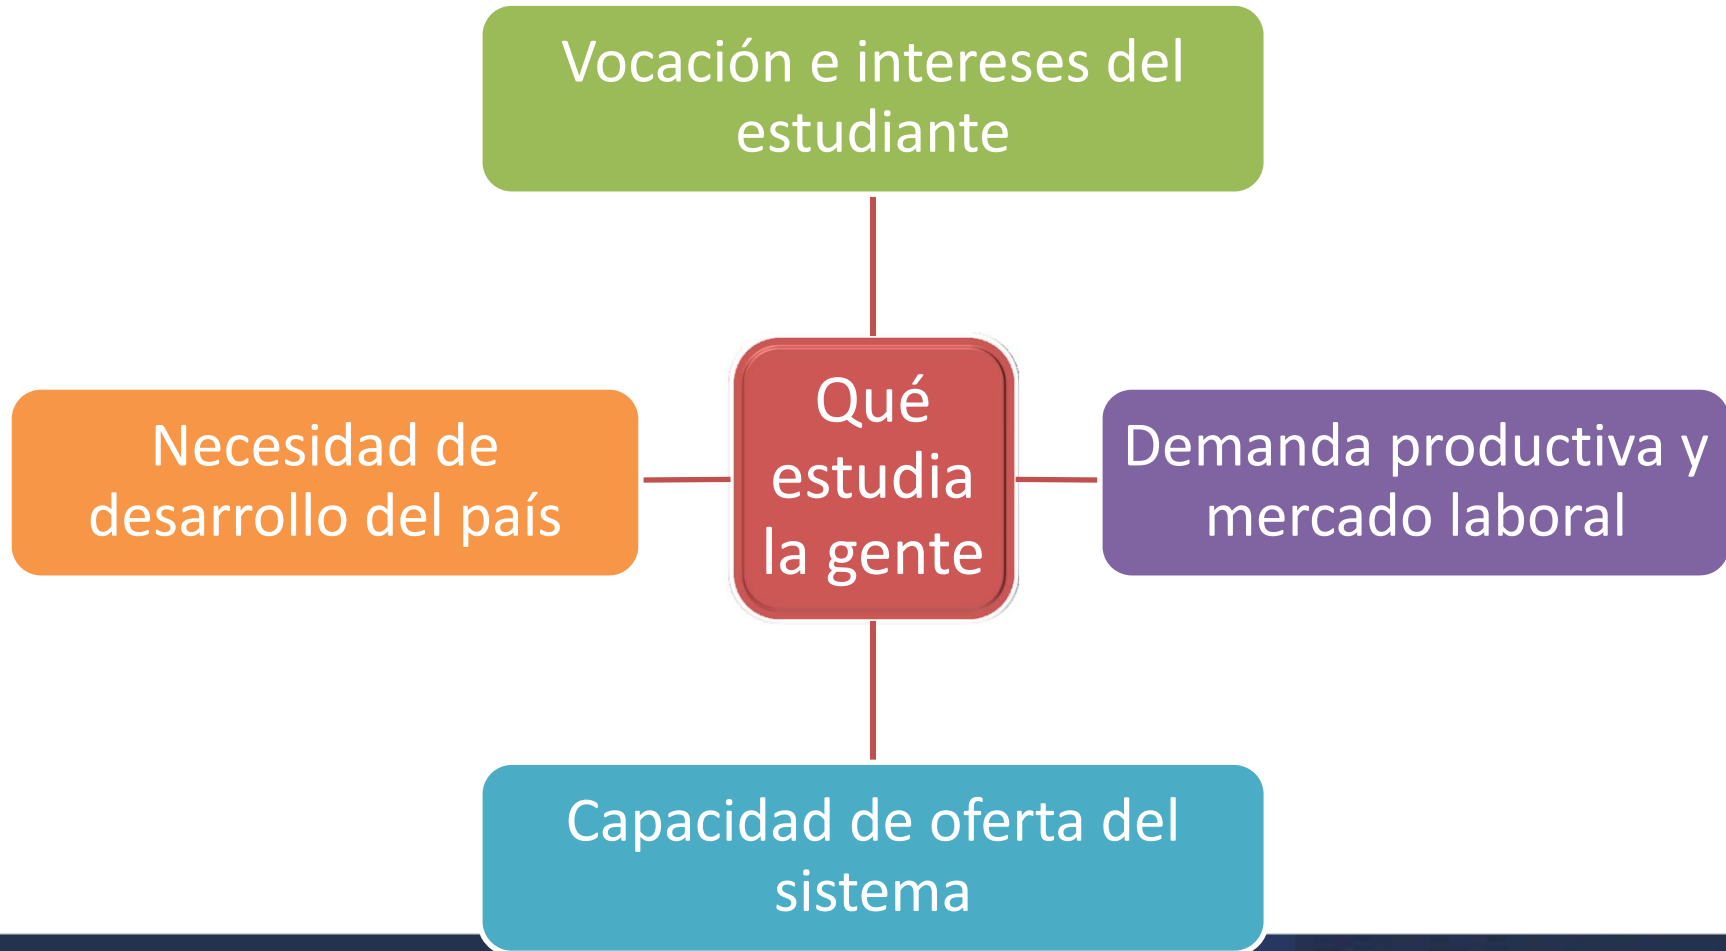 Vocación e intereses del
estudiante
Necesidad de
desarrollo del país
Qué
estudia
la gente
Demanda productiva y
mercado laboral
Capacidad de oferta del
sistema